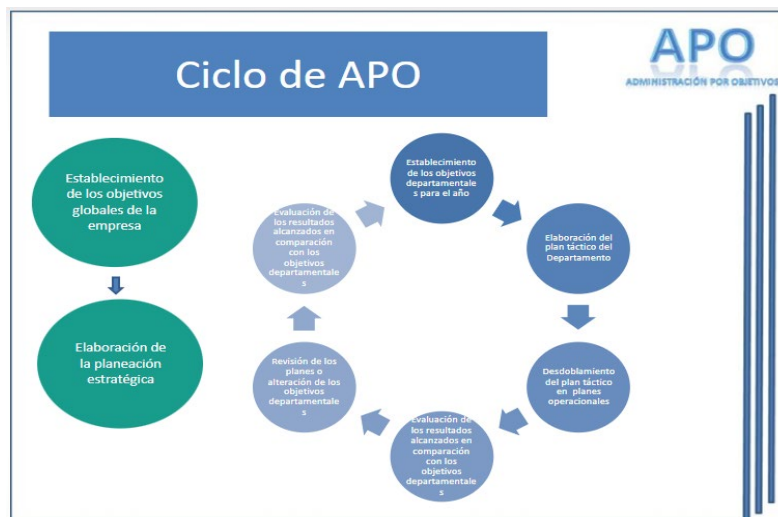 Ciclo de APO
APO
ADMINISTRACIÓN POR OBJETIVOS
Establecimiento
de los objetivos
globales de la
empresa
Elaboración de
la planeación
estratégica
Establecimiento
de los objetivos
departamentale
s para el año
Elaboración del
plan táctico del
Departamento
Desdoblamiento
del plan táctico
en planes
operacionales
Evaluación de
los resultados
alcanzados en
comparación
con los
objetivos
departamentale
s
Revisión de los
planes o
alteración de los
objetivos
departamentale
s
Evaluación de
los resultados
alcanzados en
comparación
con los
objetivos
departamentale
s